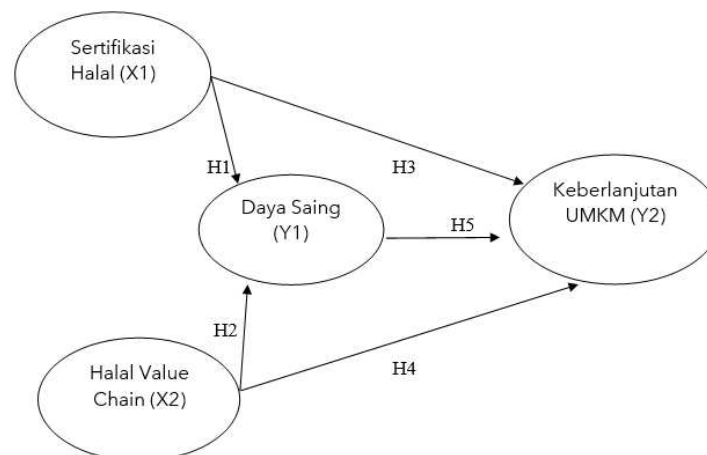 Sertifikasi
Halal (X1)
H1
H3
Keberlanjutan
UMKM (Y2)
Daya Saing
(Y1)
H5
H2
Halal Value
Chain (X2)
H4